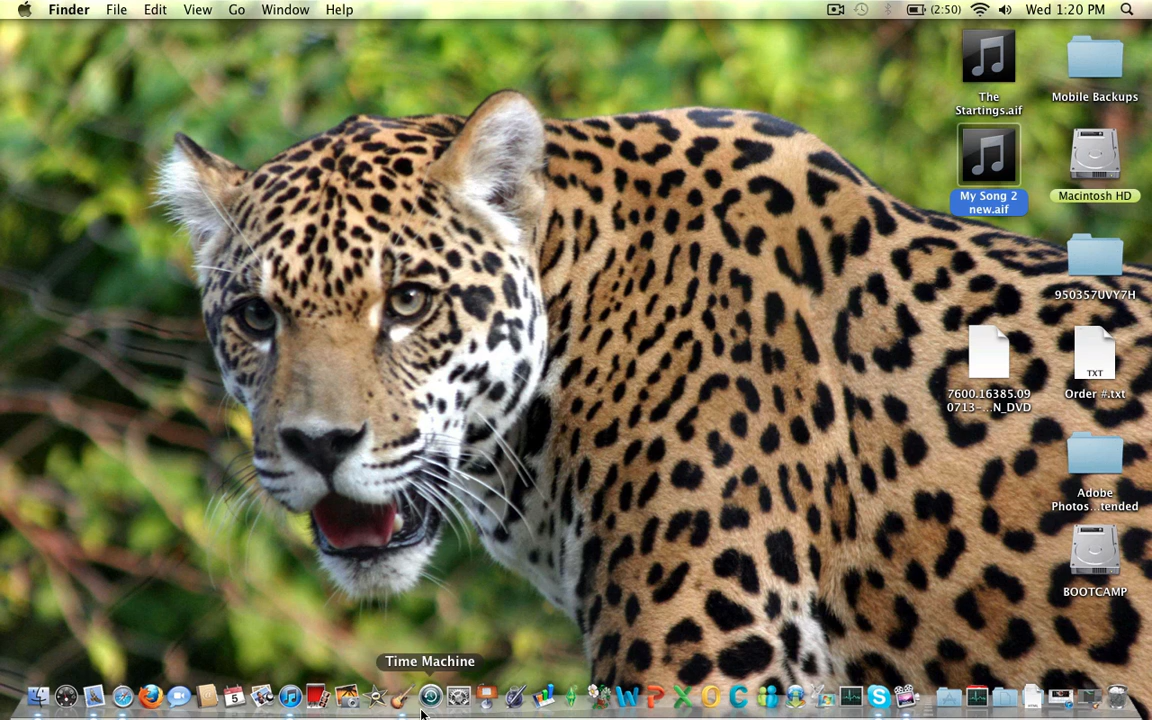 Finder File Edit View Go Window Help (2:50) Wed 1:20 PM
The
Startings.aif
Mobile Backups
My Song 2
new.aif
Macintosh HD
950357UVY7H
7600.16385.09
0713-...N_DVD
TXT
Order #.txt
Adobe
Photos...tended
BOOTCAMP
Time Machine
5